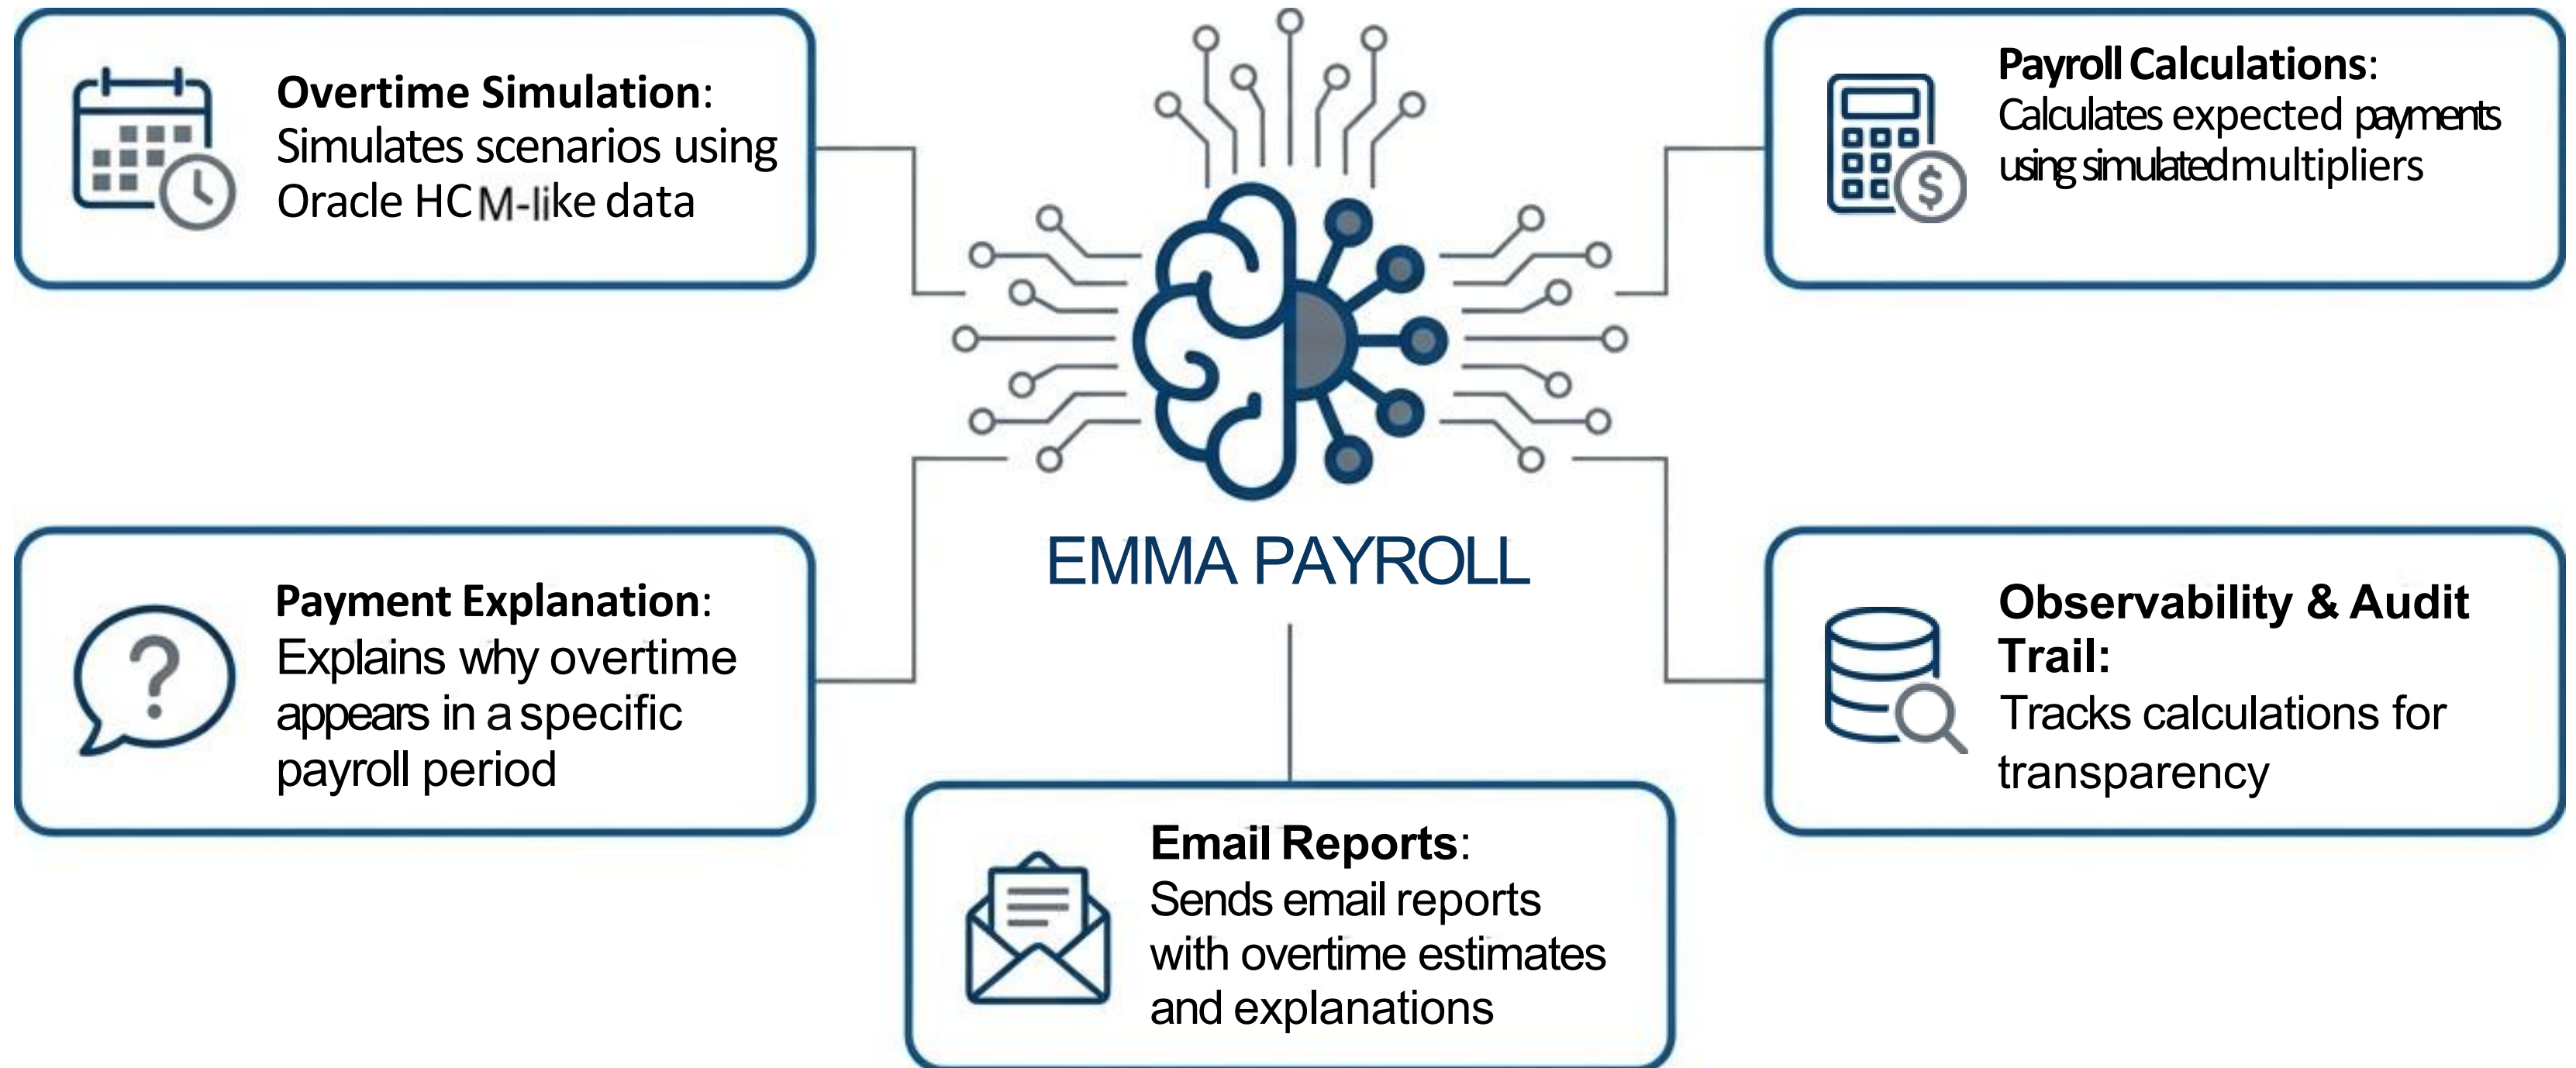 Overtime Simulation:
Simulates scenarios using
Oracle HCM-like data
Payroll Calculations:
Calculates expected payments
using simulated multipliers
$
EMMA PAYROLL
?
Payment Explanation:
Explains why overtime
appears in a specific
payroll period
Observability & Audit
Trail:
Tracks calculations for
transparency
Email Reports:
Sends email reports
with overtime estimates
and explanations